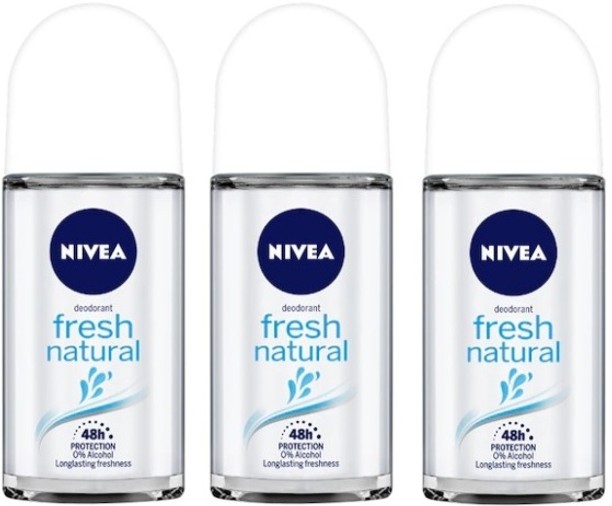 NIVEA
deodorant
fresh
natural
48h
PROTECTION
0% Alcohol
Longlasting freshness
NIVEA
deodorant
fresh
natural
48h
PROTECTION
0% Alcohol
Longlasting freshness
NIVEA
deodorant
fresh
natural
48h
PROTECTION
0% Alcohol
Longlasting freshness